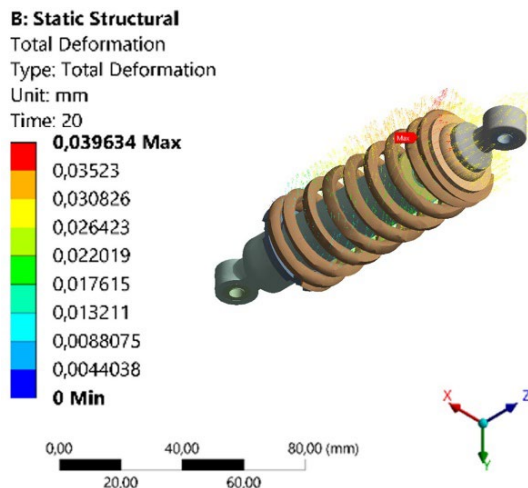 B: Static Structural
Total Deformation
Type: Total Deformation
Unit: mm
Time: 20
0,039634 Max
0,03523
0,030826
0,026423
0,022019
0,017615
0,013211
0,0088075
0,0044038
0 Min
Max
X
Z
Y
0,00 40,00 80,00 (mm)
20,00 60,00